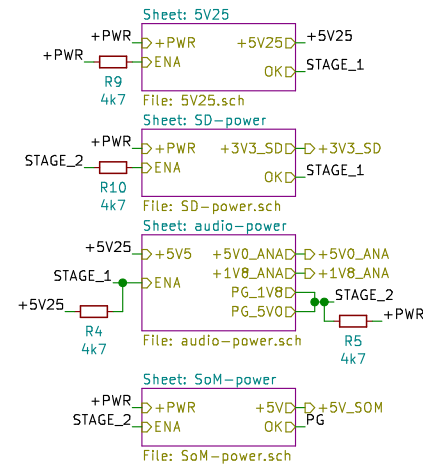 Sheet: 5V25
+PWR
+PWR
+5V25
+5V25
+PWR
ENA
OK
STAGE_1
R9
4k7
File: 5V25.sch
Sheet: SD-power
+PWR
+PWR
+3V3_SD
+3V3_SD
STAGE_2
ENA
OK
STAGE_1
R10
4k7
File: SD-power.sch
Sheet: audio-power
+5V25
+5V5
+5V0_ANA
+5V0_ANA
STAGE_1
ENA
+1V8_ANA
+1V8_ANA
PG_1V8
STAGE_2
+5V25
PG_5V0
+PWR
R4
4k7
R5
4k7
File: audio-power.sch
Sheet: SoM-power
+PWR
+PWR
+5V
+5V_SOM
STAGE_2
ENA
OK
PG
File: SoM-power.sch